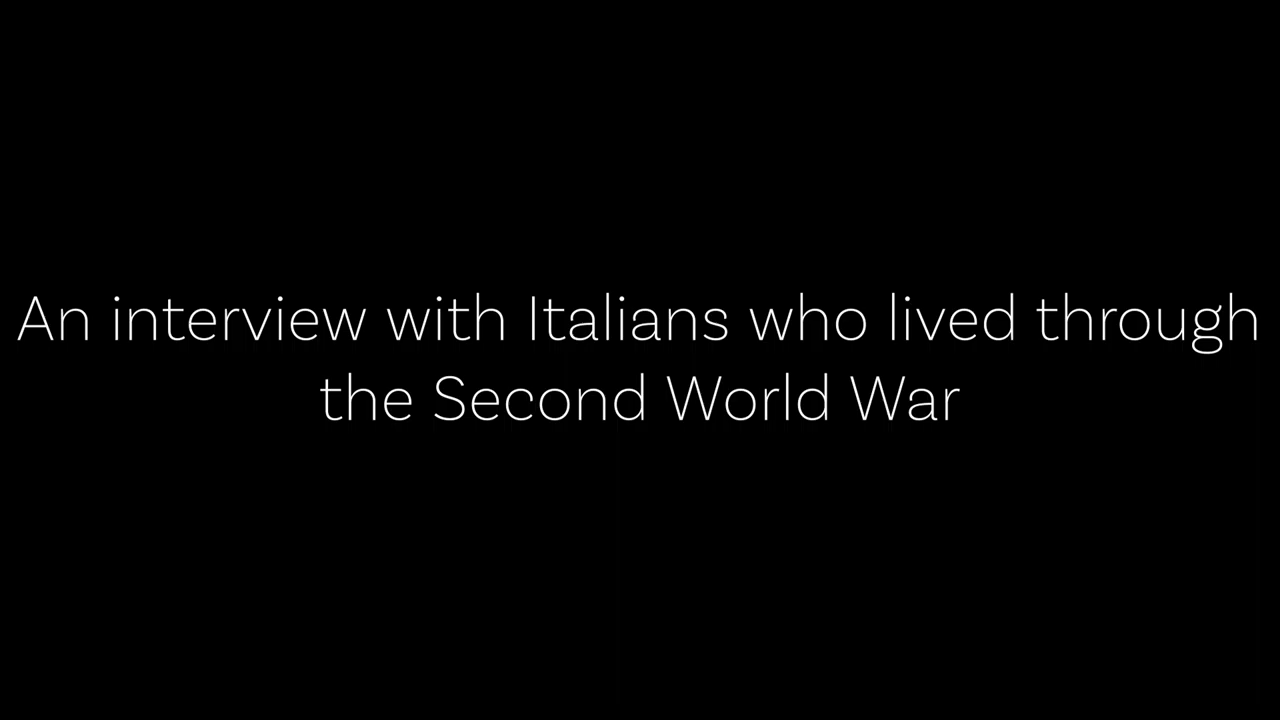 An interview with Italians who lived through
the Second World War